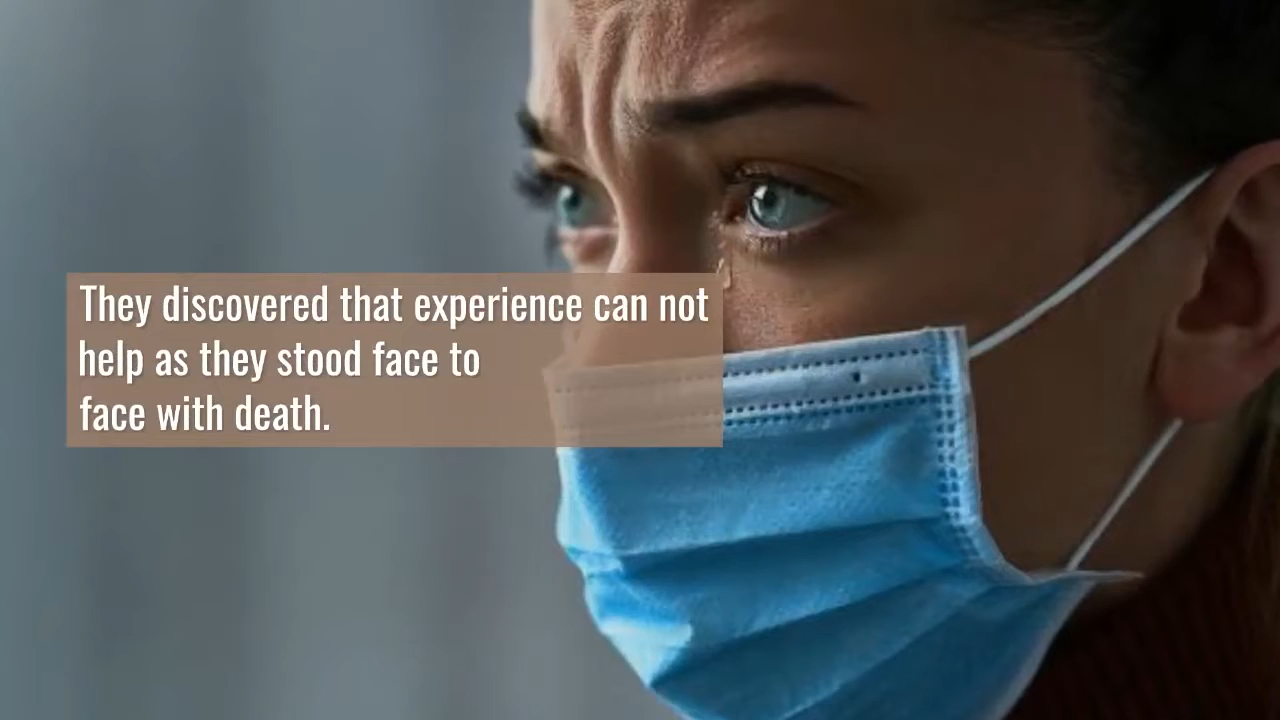 They discovered that experience can not
help as they stood face to
face with death.